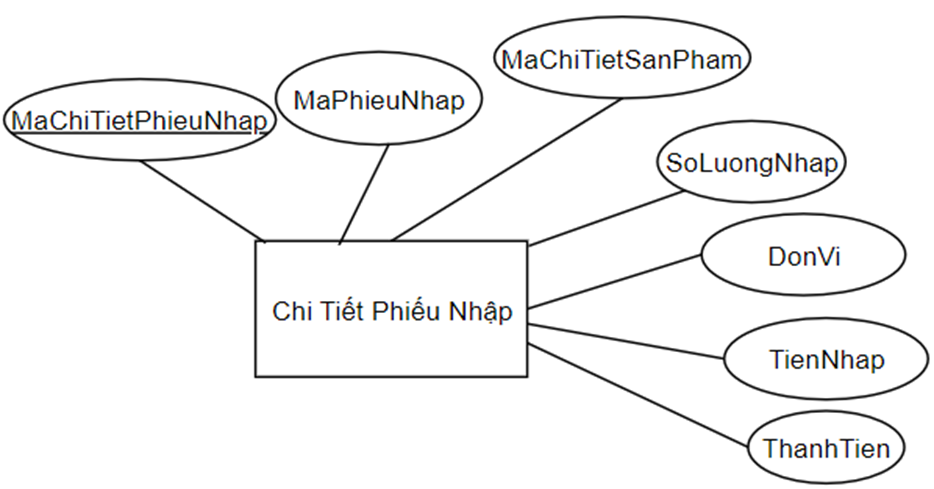 MaChiTietSanPham
MaPhieuNhap
MaChiTietPhieuNhap
SoLuongNhap
DonVi
Chi Tiết Phiếu Nhập
TienNhap
ThanhTien